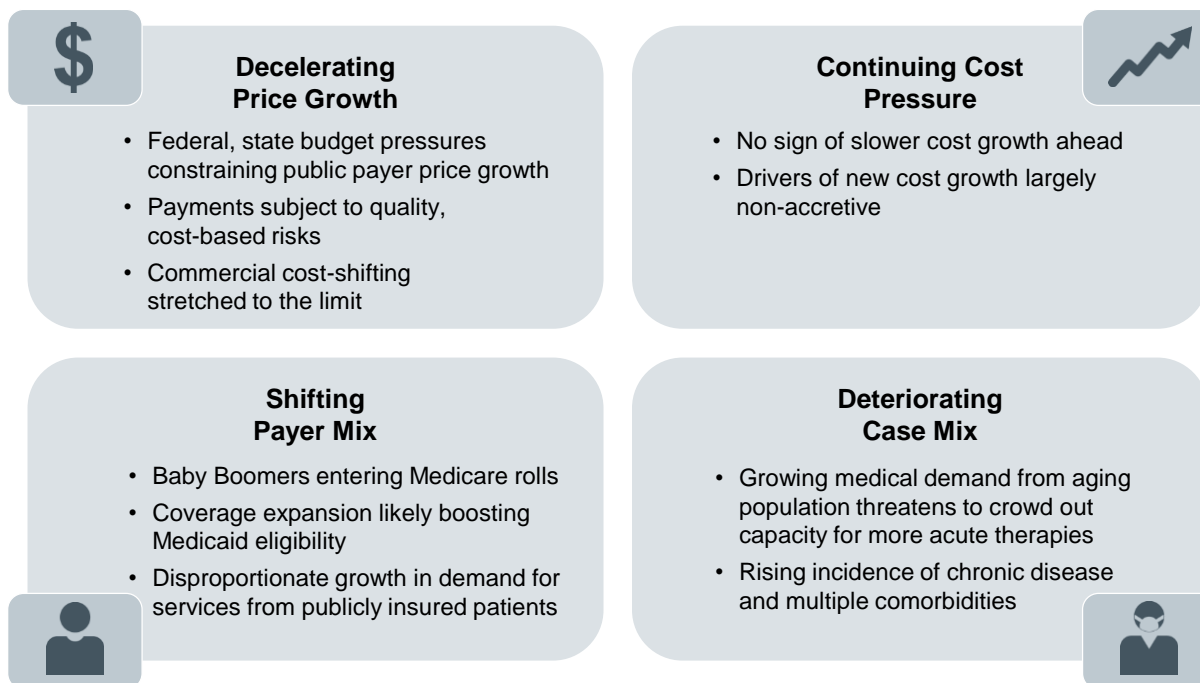 $
Decelerating
Price Growth
• Federal, state budget pressures
constraining public payer price growth
• Payments subject to quality,
cost-based risks
• Commercial cost-shifting
stretched to the limit
Continuing Cost
Pressure
• No sign of slower cost growth ahead
• Drivers of new cost growth largely
non-accretive
Shifting
Payer Mix
• Baby Boomers entering Medicare rolls
• Coverage expansion likely boosting
Medicaid eligibility
• Disproportionate growth in demand for
services from publicly insured patients
Deteriorating
Case Mix
• Growing medical demand from aging
population threatens to crowd out
capacity for more acute therapies
• Rising incidence of chronic disease
and multiple comorbidities